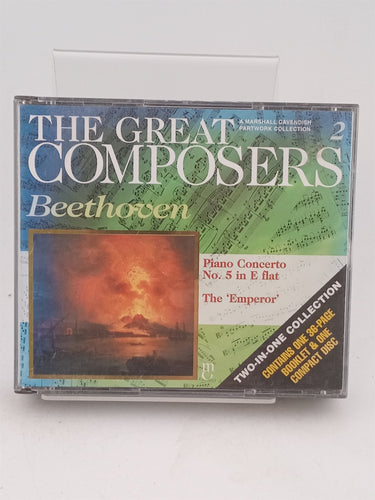 A MARSHALL CAVENDISH
PARTWORK COLLECTION
2
THE GREAT
COMPOSERS
Beethoven
Piano Concerto
No. 5 in E flat
The 'Emperor'
TWO-IN-ONE COLLECTION
CONTAINS ONE 36-PAGE
BOOKLET & ONE
COMPACT DISC
MC